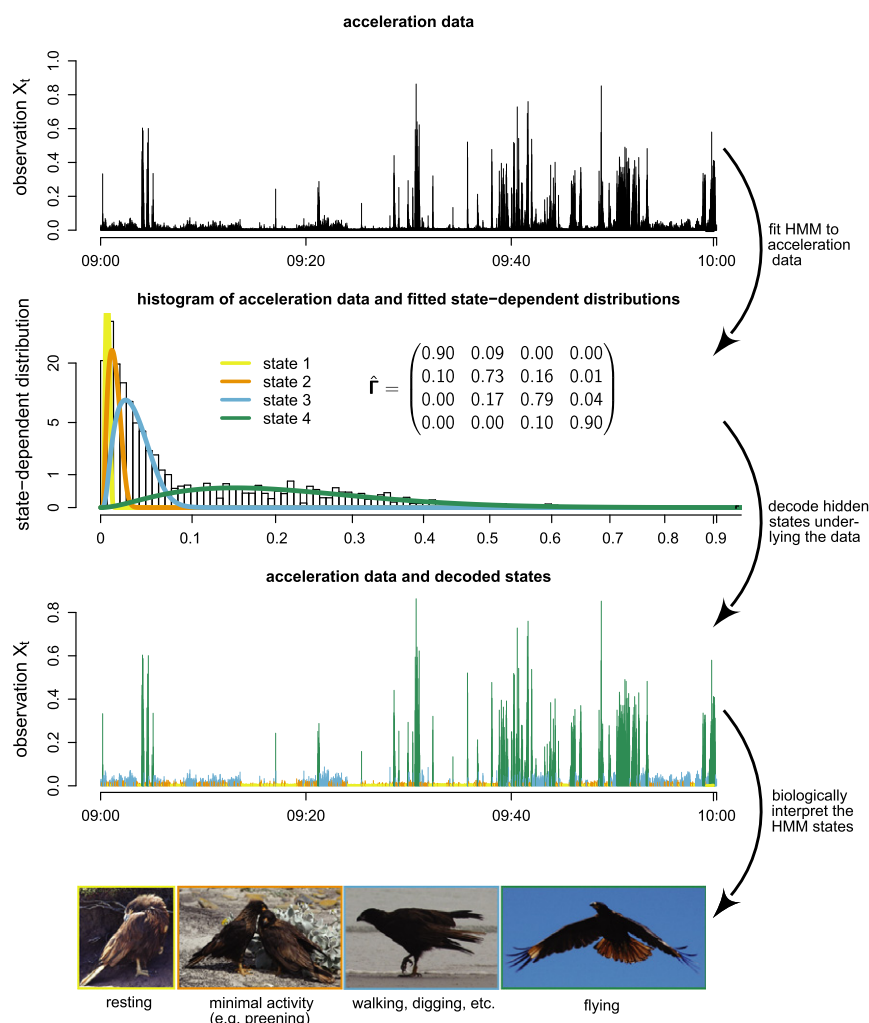 acceleration data
observation Xt
1.0
0.8
0.6
0.4
0.2
0.0
09:00 09:20 09:40 10:00
fit HMM to
acceleration
data
histogram of acceleration data and fitted state−dependent distributions
state−dependent distribution
20
5
1
0
state 1
state 2
state 3
state 4
Γ̂ =
0.90 0.09 0.00 0.00
0.10 0.73 0.16 0.01
0.00 0.17 0.79 0.04
0.00 0.00 0.10 0.90
0 0.1 0.2 0.3 0.4 0.5 0.6 0.7 0.8 0.9
decode hidden
states under-
lying the data
acceleration data and decoded states
observation Xt
0.8
0.6
0.4
0.2
0.0
09:00 09:20 09:40 10:00
biologically
interpret the
HMM states
resting
minimal activity
(e.g. preening)
walking, digging, etc.
flying